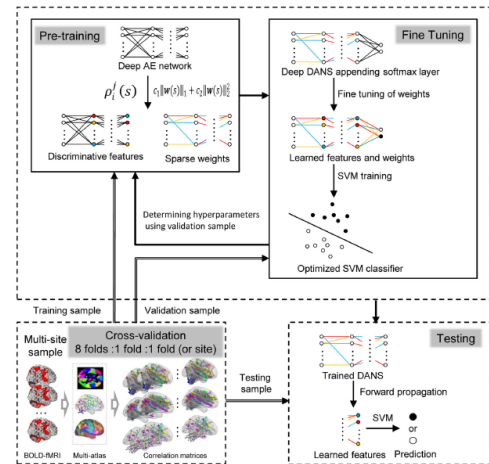 Pre-training
Deep AE network
ρᵢʲ(s)
c₁‖w(s)‖₁ + c₂‖w(s)‖₂²
Discriminative features
Sparse weights
Fine Tuning
Deep DANS appending softmax layer
Fine tuning of weights
Learned features and weights
SVM training
Optimized SVM classifier
Determining hyperparameters
using validation sample
Training sample
Validation sample
Multi-site
sample
Cross-validation
8 folds :1 fold :1 fold (or site)
BOLD-fMRI
Multi-atlas
Correlation matrices
Testing
sample
Testing
Trained DANS
Forward propagation
SVM
or
Learned features
Prediction